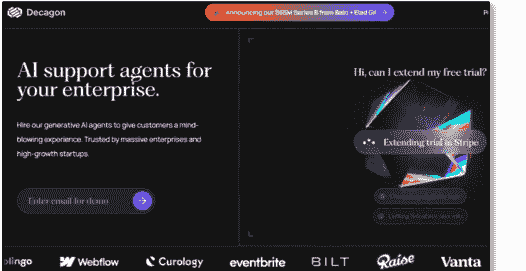 Decagon
Announcing our $65M Series B from Bain +
AI support agents for
your enterprise.
Hire our generative AI agents to give customers a mind-
blowing experience. Trusted by massive enterprises and
high-growth startups.
Enter email for demo
Hi, can I extend my free trial?
Extending trial in Stripe
olingo
Webflow
Curology
eventbrite
BILT
Raise
Vanta